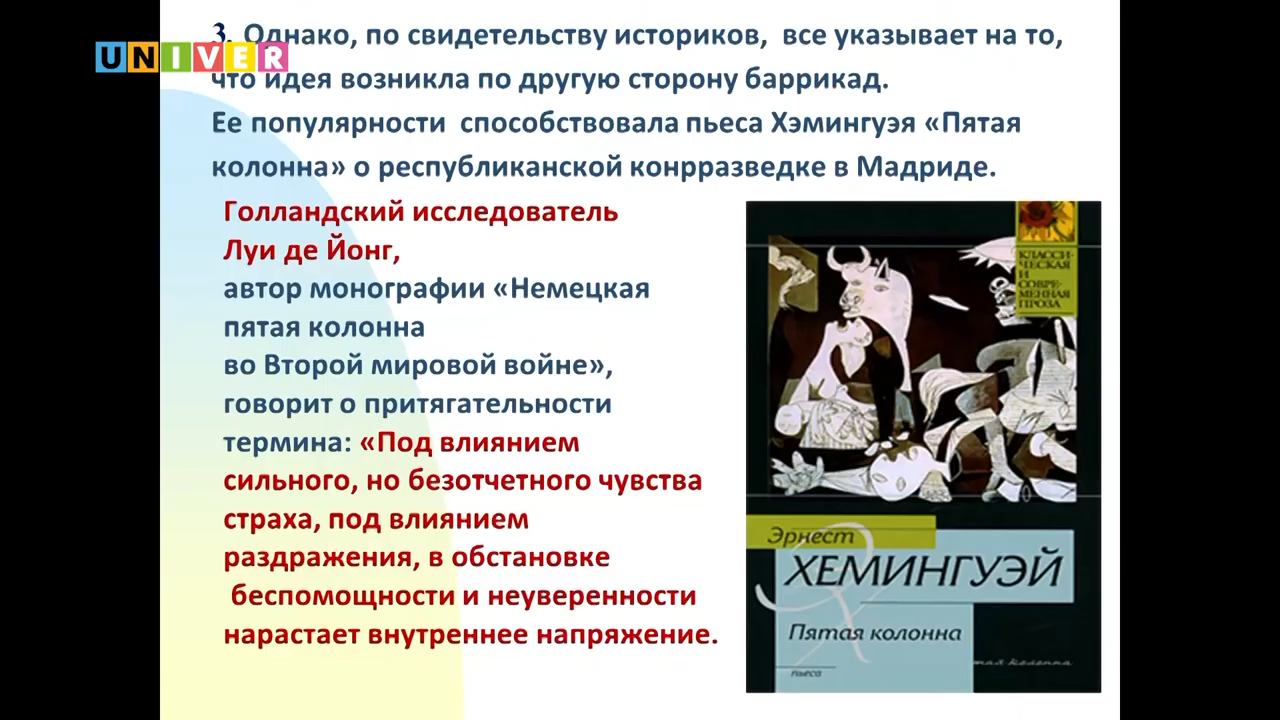 3. Однако, по свидетельству историков, все указывает на то,
UNIVER
что идея возникла по другую сторону баррикад.
Ее популярности способствовала пьеса Хэмингуэя «Пятая
колонна» о республиканской конрразведке в Мадриде.
Голландский исследователь
Луи де Йонг,
автор монографии «Немецкая
пятая колонна
во Второй мировой войне»,
говорит о притягательности
термина: «Под влиянием
сильного, но безотчетного чувства
страха, под влиянием
раздражения, в обстановке
беспомощности и неуверенности
нарастает внутреннее напряжение.
КЛАССИ-
ЧЕСКАЯ И
СОВРЕ-
МЕННАЯ
ПРОЗА
Эрнест
ХЕМИНГУЭЙ
Пятая колонна
пьеса